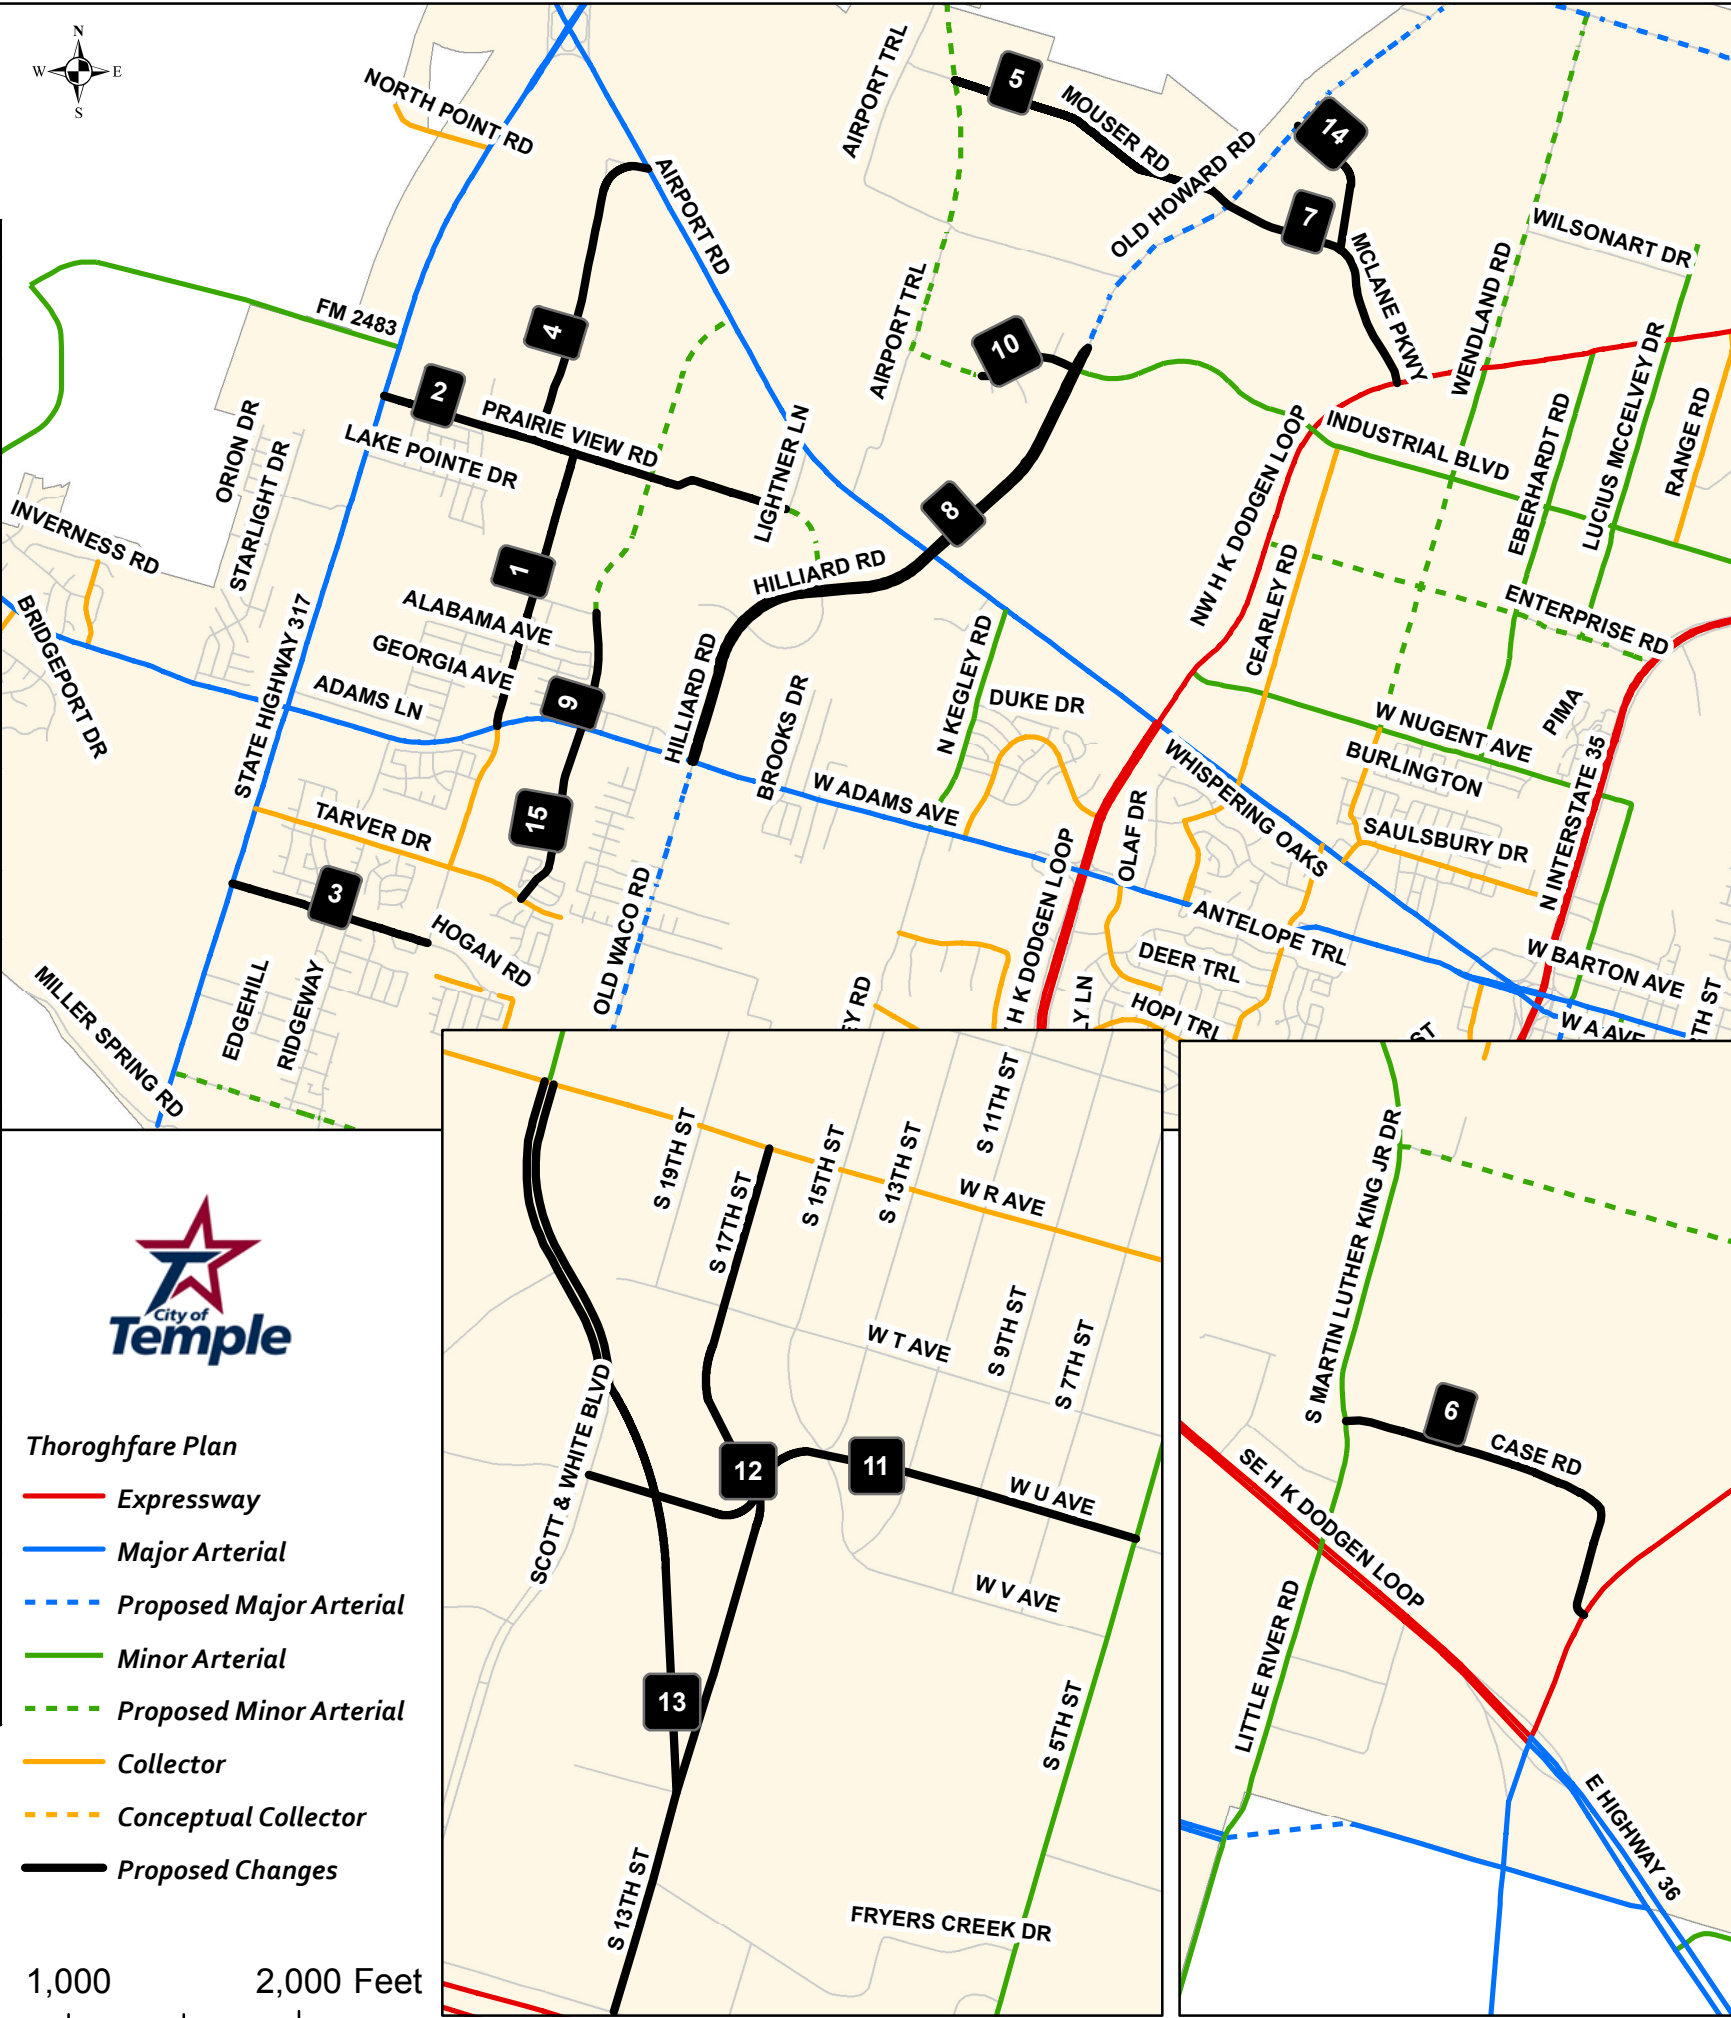 N
W E
S
NORTH POINT RD
AIRPORT TRL
5
MOUSER RD
14
OLD HOWARD RD
7
WILSONART DR
AIRPORT RD
MCLANE PKWY
WENDLAND RD
FM 2483
4
AIRPORT TRL
10
LUCIUS MCCELVEY DR
2
PRAIRIE VIEW RD
LAKE POINTE DR
ORION DR
STARLIGHT DR
LIGHTNER LN
NW H K DODGEN LOOP
INDUSTRIAL BLVD
EBERHARDT RD
RANGE RD
INVERNESS RD
8
1
HILLIARD RD
ALABAMA AVE
GEORGIA AVE
BRIDGEPORT DR
STATE HIGHWAY 317
ADAMS LN
9
HILLIARD RD
BROOKS DR
N KEGLEY RD
DUKE DR
CEARLEY RD
ENTERPRISE RD
PIMA
W NUGENT AVE
BURLINGTON
WHISPERING OAKS
W ADAMS AVE
TARVER DR
15
OLAF DR
SAULSBURY DR
N INTERSTATE 35
3
HOGAN RD
OLD WACO RD
H K DODGEN LOOP
ANTELOPE TRL
DEER TRL
W BARTON AVE
MILLER SPRING RD
EDGEHILL
RIDGEWAY
EY RD
LY LN
HOPI TRL
ST
W A AVE
TH ST
S 19TH ST
S 17TH ST
S 15TH ST
S 13TH ST
S 11TH ST
W R AVE
W T AVE
S 9TH ST
S 7TH ST
SCOTT & WHITE BLVD
12
11
W U AVE
W V AVE
13
S 5TH ST
S 13TH ST
FRYERS CREEK DR
S MARTIN LUTHER KING JR DR
6
CASE RD
SE H K DODGEN LOOP
LITTLE RIVER RD
E HIGHWAY 36
City of
Temple
Thoroghfare Plan
Expressway
Major Arterial
Proposed Major Arterial
Minor Arterial
Proposed Minor Arterial
Collector
Conceptual Collector
Proposed Changes
1,000 2,000 Feet